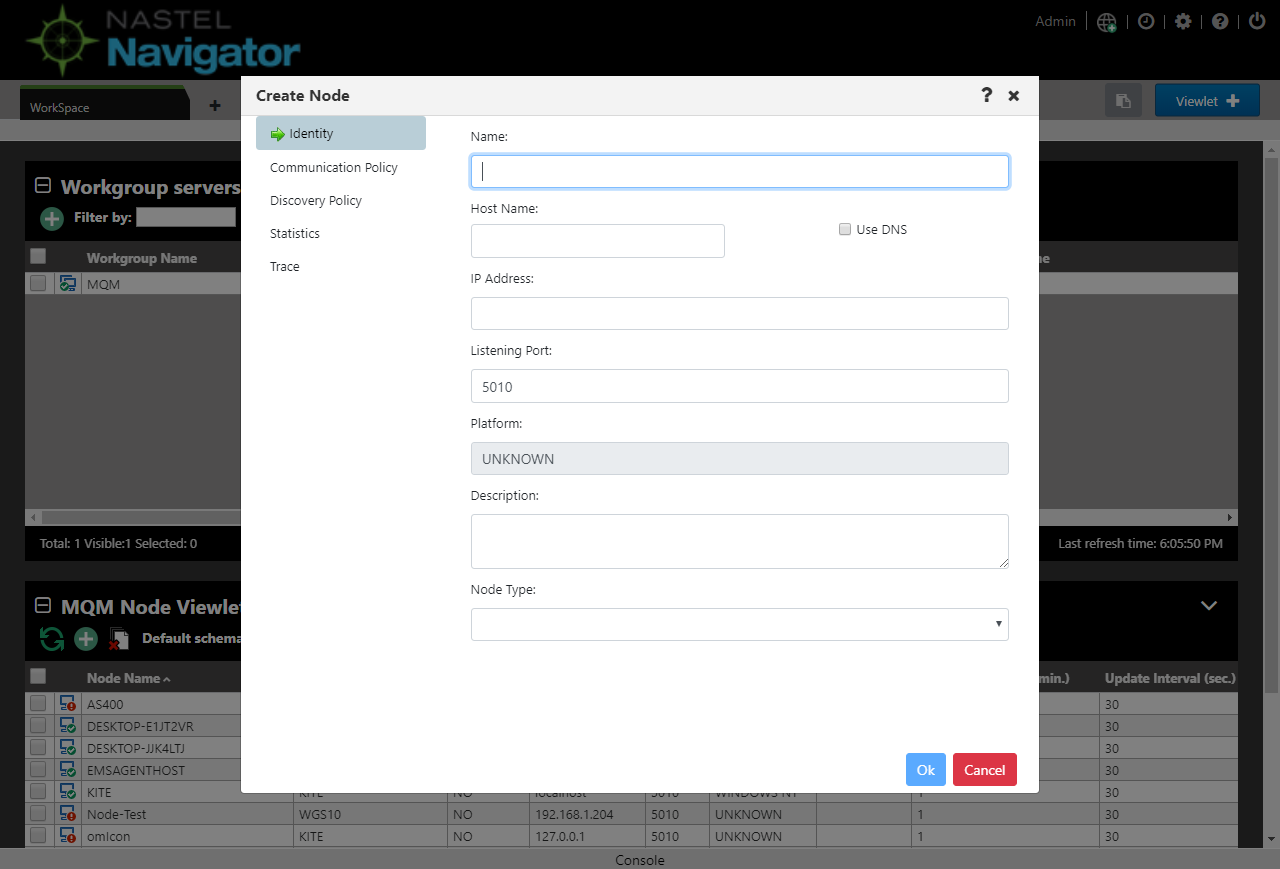 NASTEL
Navigator
Admin
WorkSpace
Viewlet
Create Node
?
Identity
Communication Policy
Discovery Policy
Statistics
Trace
Name:
Host Name:
Use DNS
IP Address:
Listening Port:
5010
Platform:
UNKNOWN
Description:
Node Type:
Ok
Cancel
Workgroup servers
Filter by:
Workgroup Name
MQM
Total: 1 Visible:1 Selected: 0
Last refresh time: 6:05:50 PM
MQM Node Viewlet
Default schema
Node Name min.) Update Interval (sec.)
AS400 30
DESKTOP-E1JT2VR 30
DESKTOP-JJK4LTJ 30
EMSAGENTHOST 30
KITE KITE NO localhost 5010 WINDOWS NT 1 30
Node-Test WGS10 NO 192.168.1.204 5010 UNKNOWN 1 30
omicon KITE NO 127.0.0.1 5010 UNKNOWN 1 30
Console